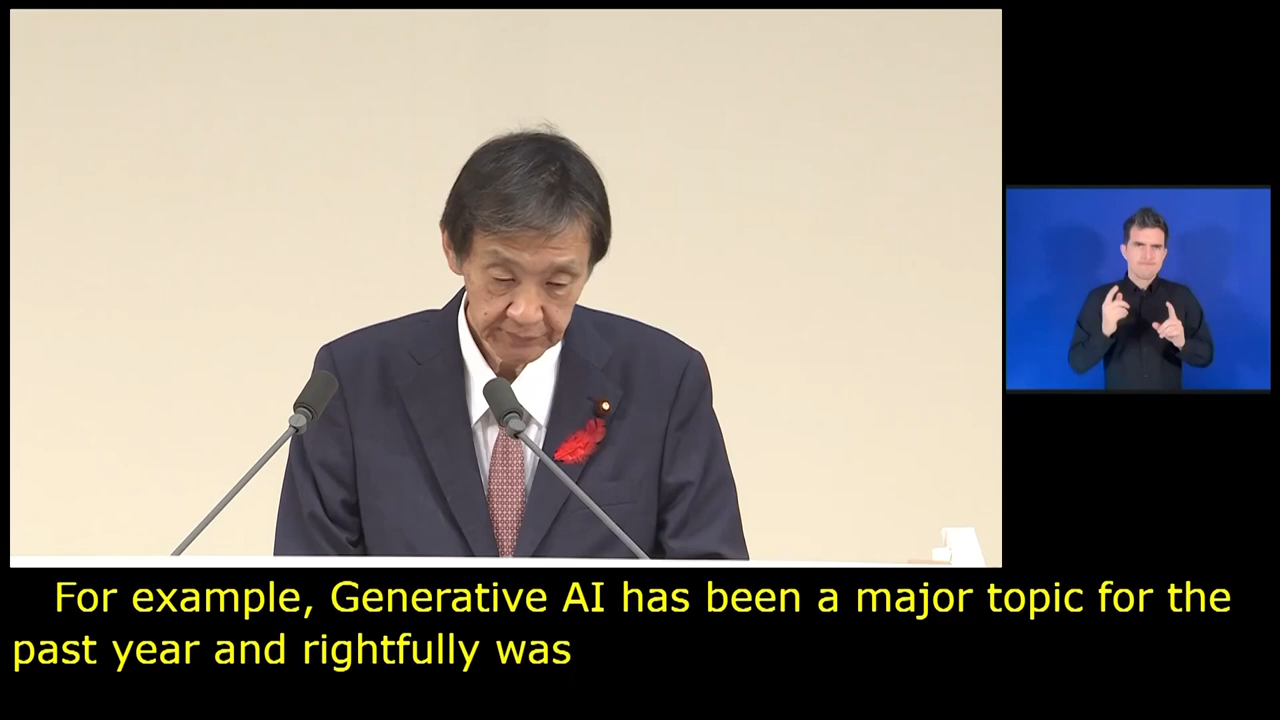 For example, Generative AI has been a major topic for the
past year and rightfully was